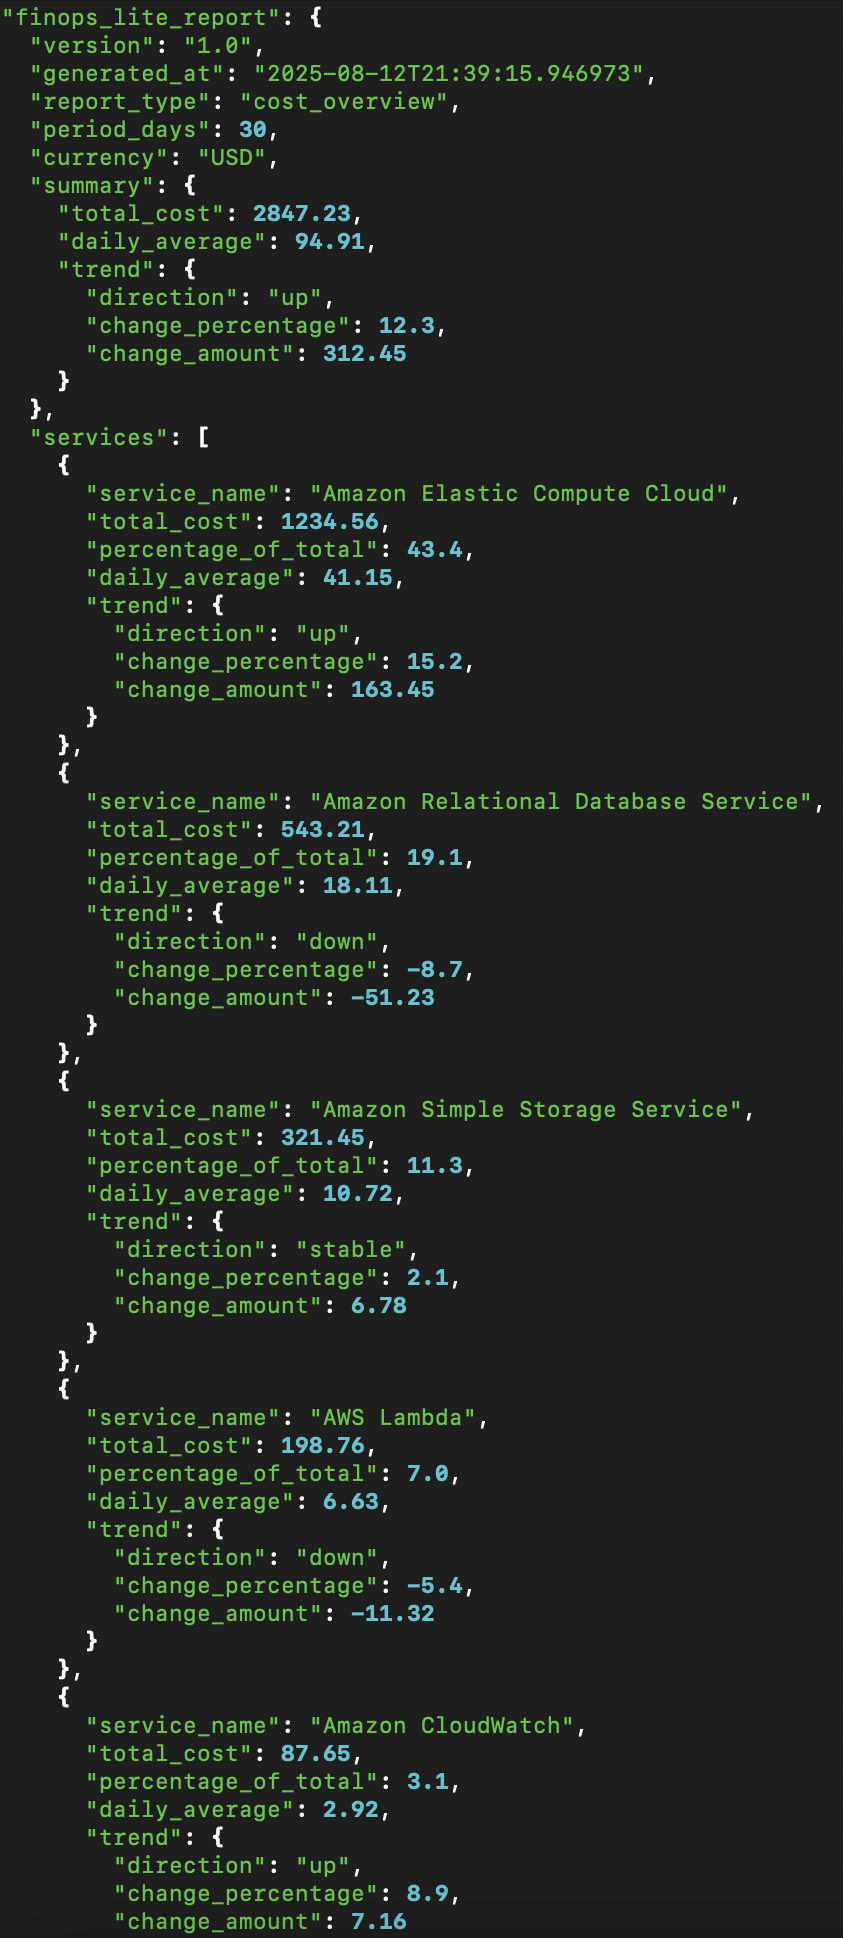 "finops_lite_report": {
  "version": "1.0",
  "generated_at": "2025-08-12T21:39:15.946973",
  "report_type": "cost_overview",
  "period_days": 30,
  "currency": "USD",
  "summary": {
    "total_cost": 2847.23,
    "daily_average": 94.91,
    "trend": {
      "direction": "up",
      "change_percentage": 12.3,
      "change_amount": 312.45
    }
  },
  "services": [
    {
      "service_name": "Amazon Elastic Compute Cloud",
      "total_cost": 1234.56,
      "percentage_of_total": 43.4,
      "daily_average": 41.15,
      "trend": {
        "direction": "up",
        "change_percentage": 15.2,
        "change_amount": 163.45
      }
    },
    {
      "service_name": "Amazon Relational Database Service",
      "total_cost": 543.21,
      "percentage_of_total": 19.1,
      "daily_average": 18.11,
      "trend": {
        "direction": "down",
        "change_percentage": -8.7,
        "change_amount": -51.23
      }
    },
    {
      "service_name": "Amazon Simple Storage Service",
      "total_cost": 321.45,
      "percentage_of_total": 11.3,
      "daily_average": 10.72,
      "trend": {
        "direction": "stable",
        "change_percentage": 2.1,
        "change_amount": 6.78
      }
    },
    {
      "service_name": "AWS Lambda",
      "total_cost": 198.76,
      "percentage_of_total": 7.0,
      "daily_average": 6.63,
      "trend": {
        "direction": "down",
        "change_percentage": -5.4,
        "change_amount": -11.32
      }
    },
    {
      "service_name": "Amazon CloudWatch",
      "total_cost": 87.65,
      "percentage_of_total": 3.1,
      "daily_average": 2.92,
      "trend": {
        "direction": "up",
        "change_percentage": 8.9,
        "change_amount": 7.16